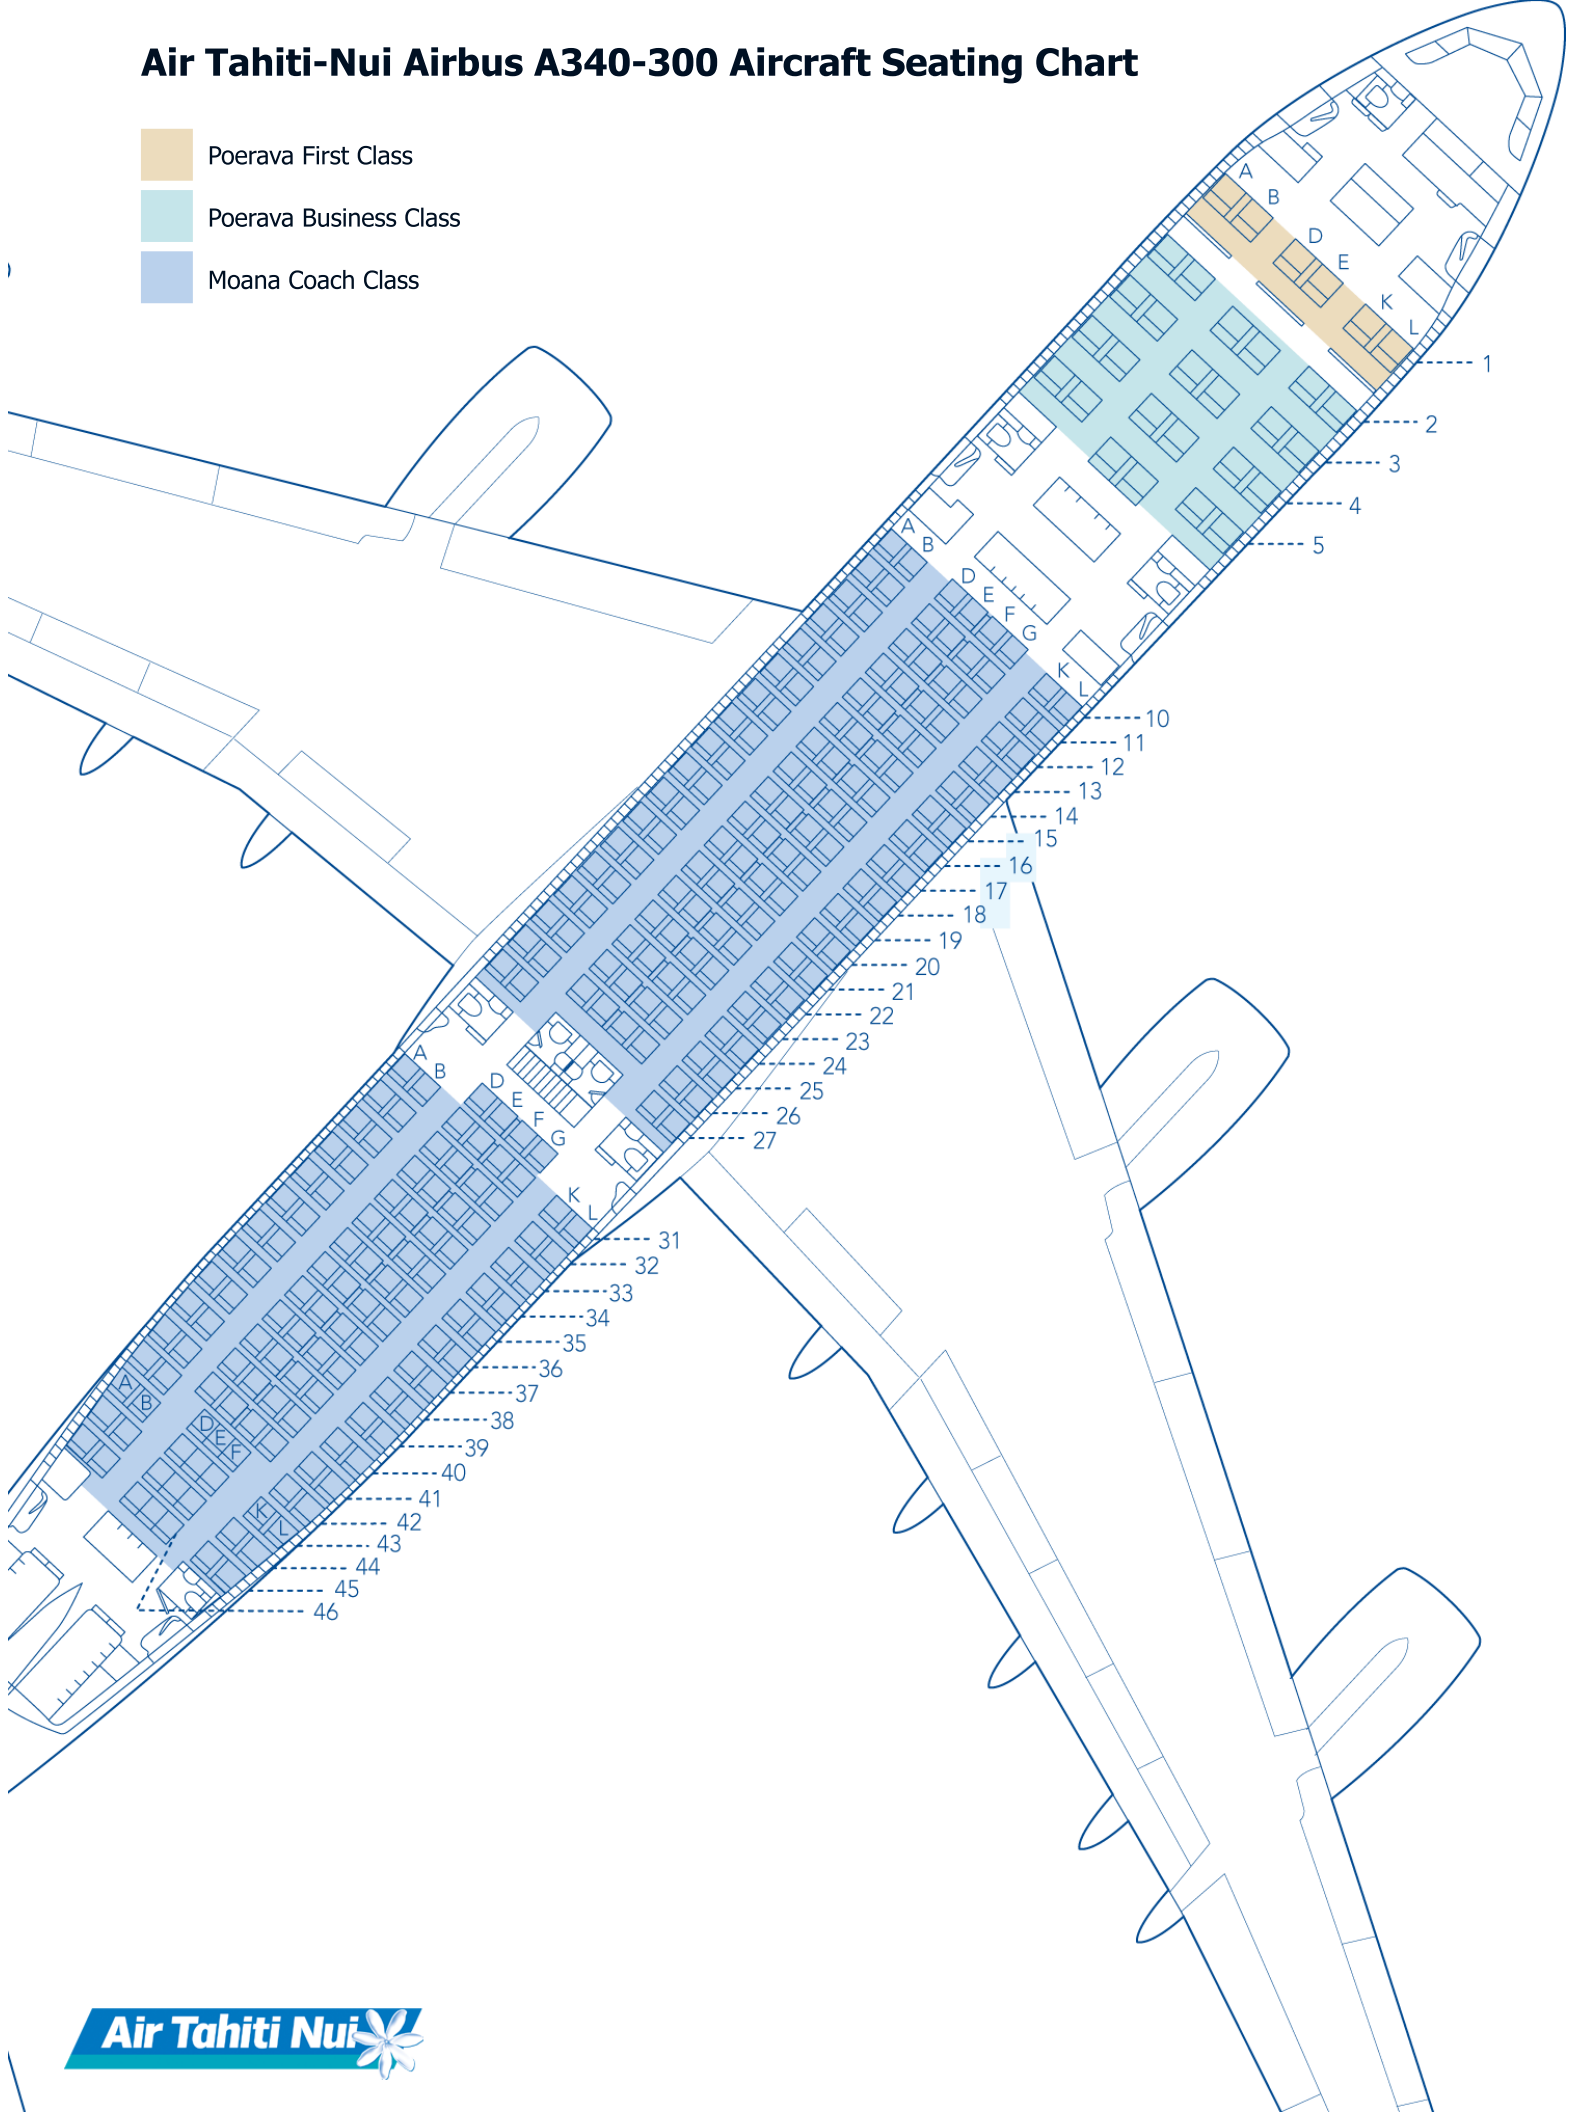 Air Tahiti-Nui Airbus A340-300 Aircraft Seating Chart
Poerava First Class
Poerava Business Class
Moana Coach Class
A
B
D
E
K
L
1
2
3
4
5
A
B
D
E
F
G
K
L
10
11
12
13
14
15
16
17
18
19
20
21
22
23
24
25
26
27
A
B
D
E
F
G
K
L
31
32
33
34
35
36
37
38
39
40
41
42
43
44
45
46
A
B
D
E
F
K
L
Air Tahiti Nui